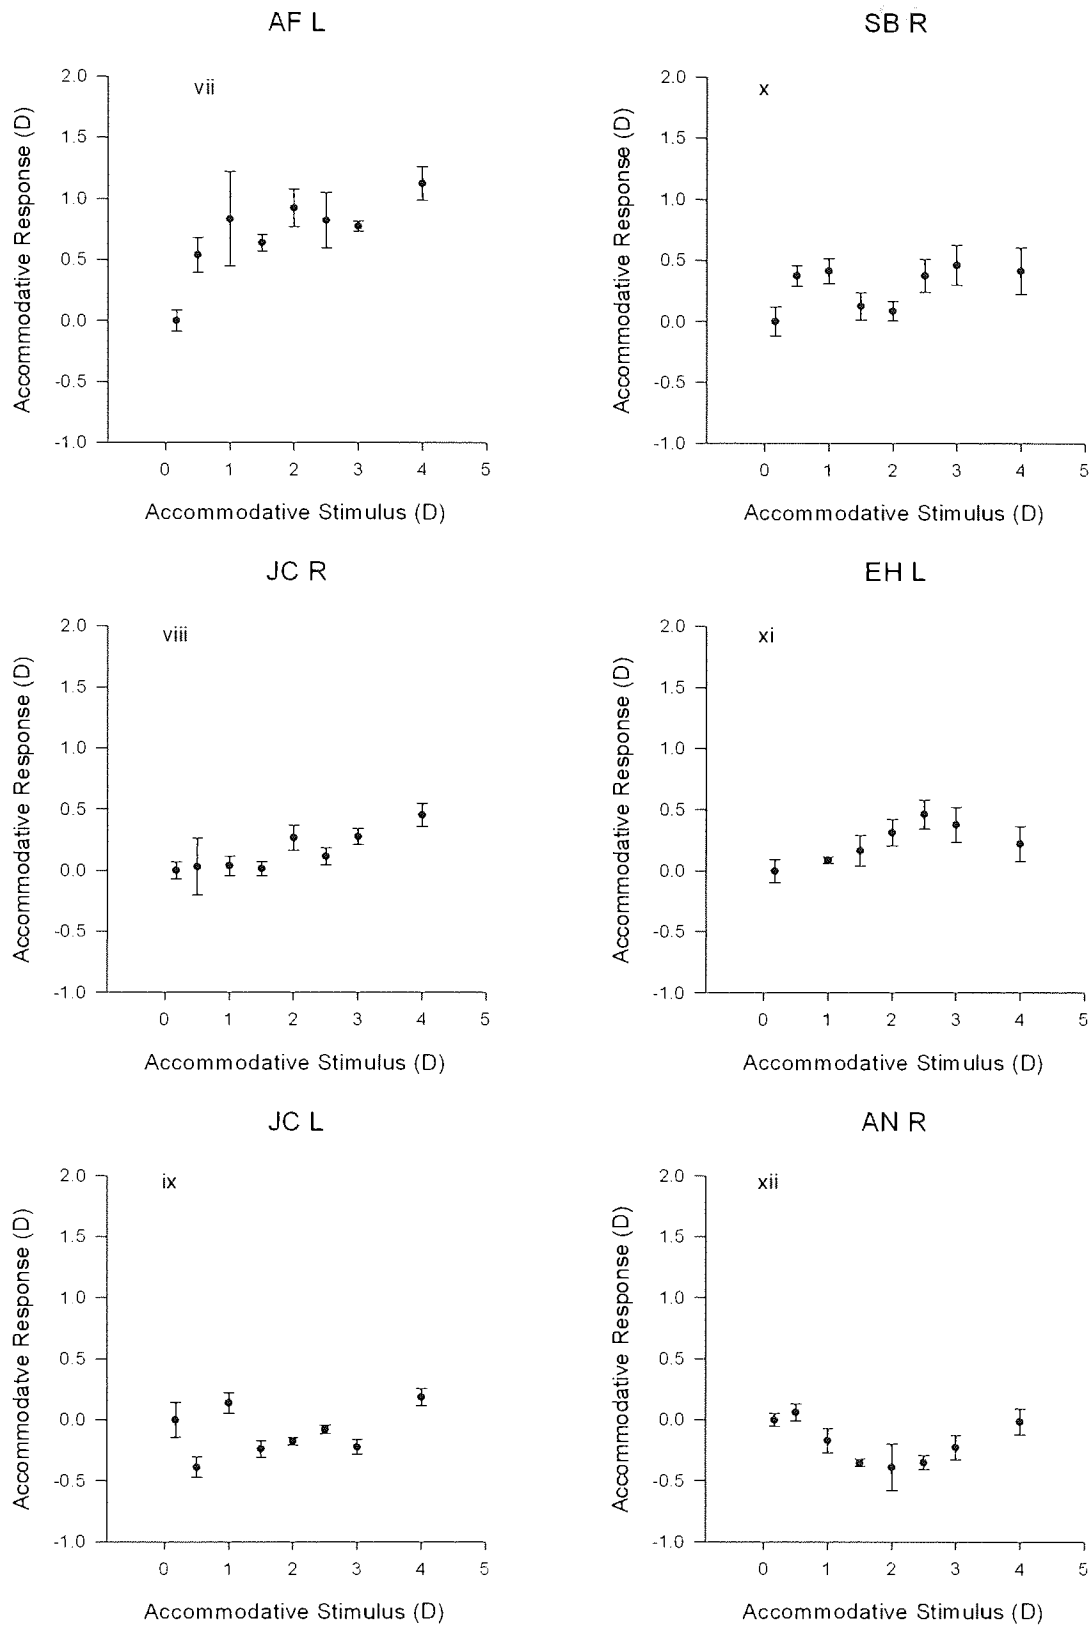 AF L
vii
2.0
1.5
1.0
0.5
0.0
-0.5
-1.0
Accommodative Response (D)
0 1 2 3 4 5
Accommodative Stimulus (D)
SB R
x
2.0
1.5
1.0
0.5
0.0
-0.5
-1.0
Accommodative Response (D)
0 1 2 3 4 5
Accommodative Stimulus (D)
JC R
viii
2.0
1.5
1.0
0.5
0.0
-0.5
-1.0
Accommodative Response (D)
0 1 2 3 4 5
Accommodative Stimulus (D)
EH L
xi
2.0
1.5
1.0
0.5
0.0
-0.5
-1.0
Accommodative Response (D)
0 1 2 3 4 5
Accommodative Stimulus (D)
JC L
ix
2.0
1.5
1.0
0.5
0.0
-0.5
-1.0
Accommodatve Response (D)
0 1 2 3 4 5
Accommodative Stimulus (D)
AN R
xii
2.0
1.5
1.0
0.5
0.0
-0.5
-1.0
Accommodative Response (D)
0 1 2 3 4 5
Accommodative Stimulus (D)